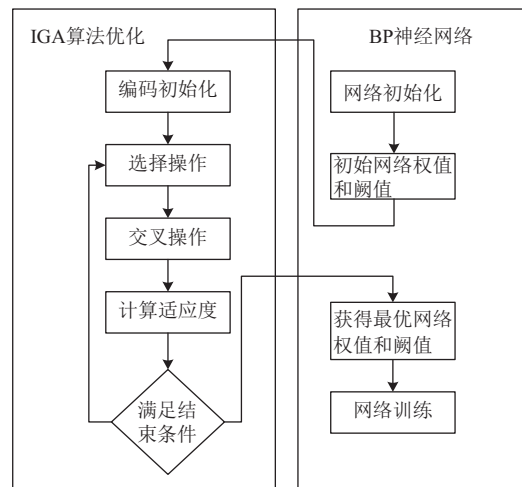 IGA算法优化
编码初始化
选择操作
交叉操作
计算适应度
满足结
束条件
BP神经网络
网络初始化
初始网络权值
和阙值
获得最优网络
权值和阙值
网络训练